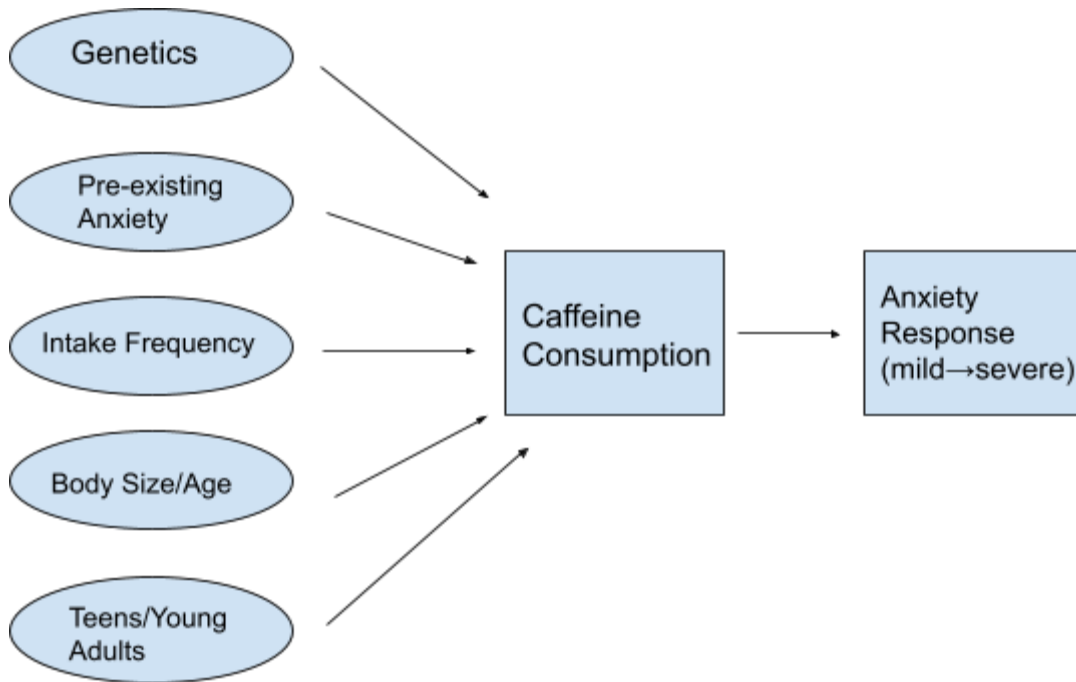 Genetics
Pre-existing
Anxiety
Intake Frequency
Body Size/Age
Teens/Young
Adults
Caffeine
Consumption
Anxiety
Response
(mild→severe)